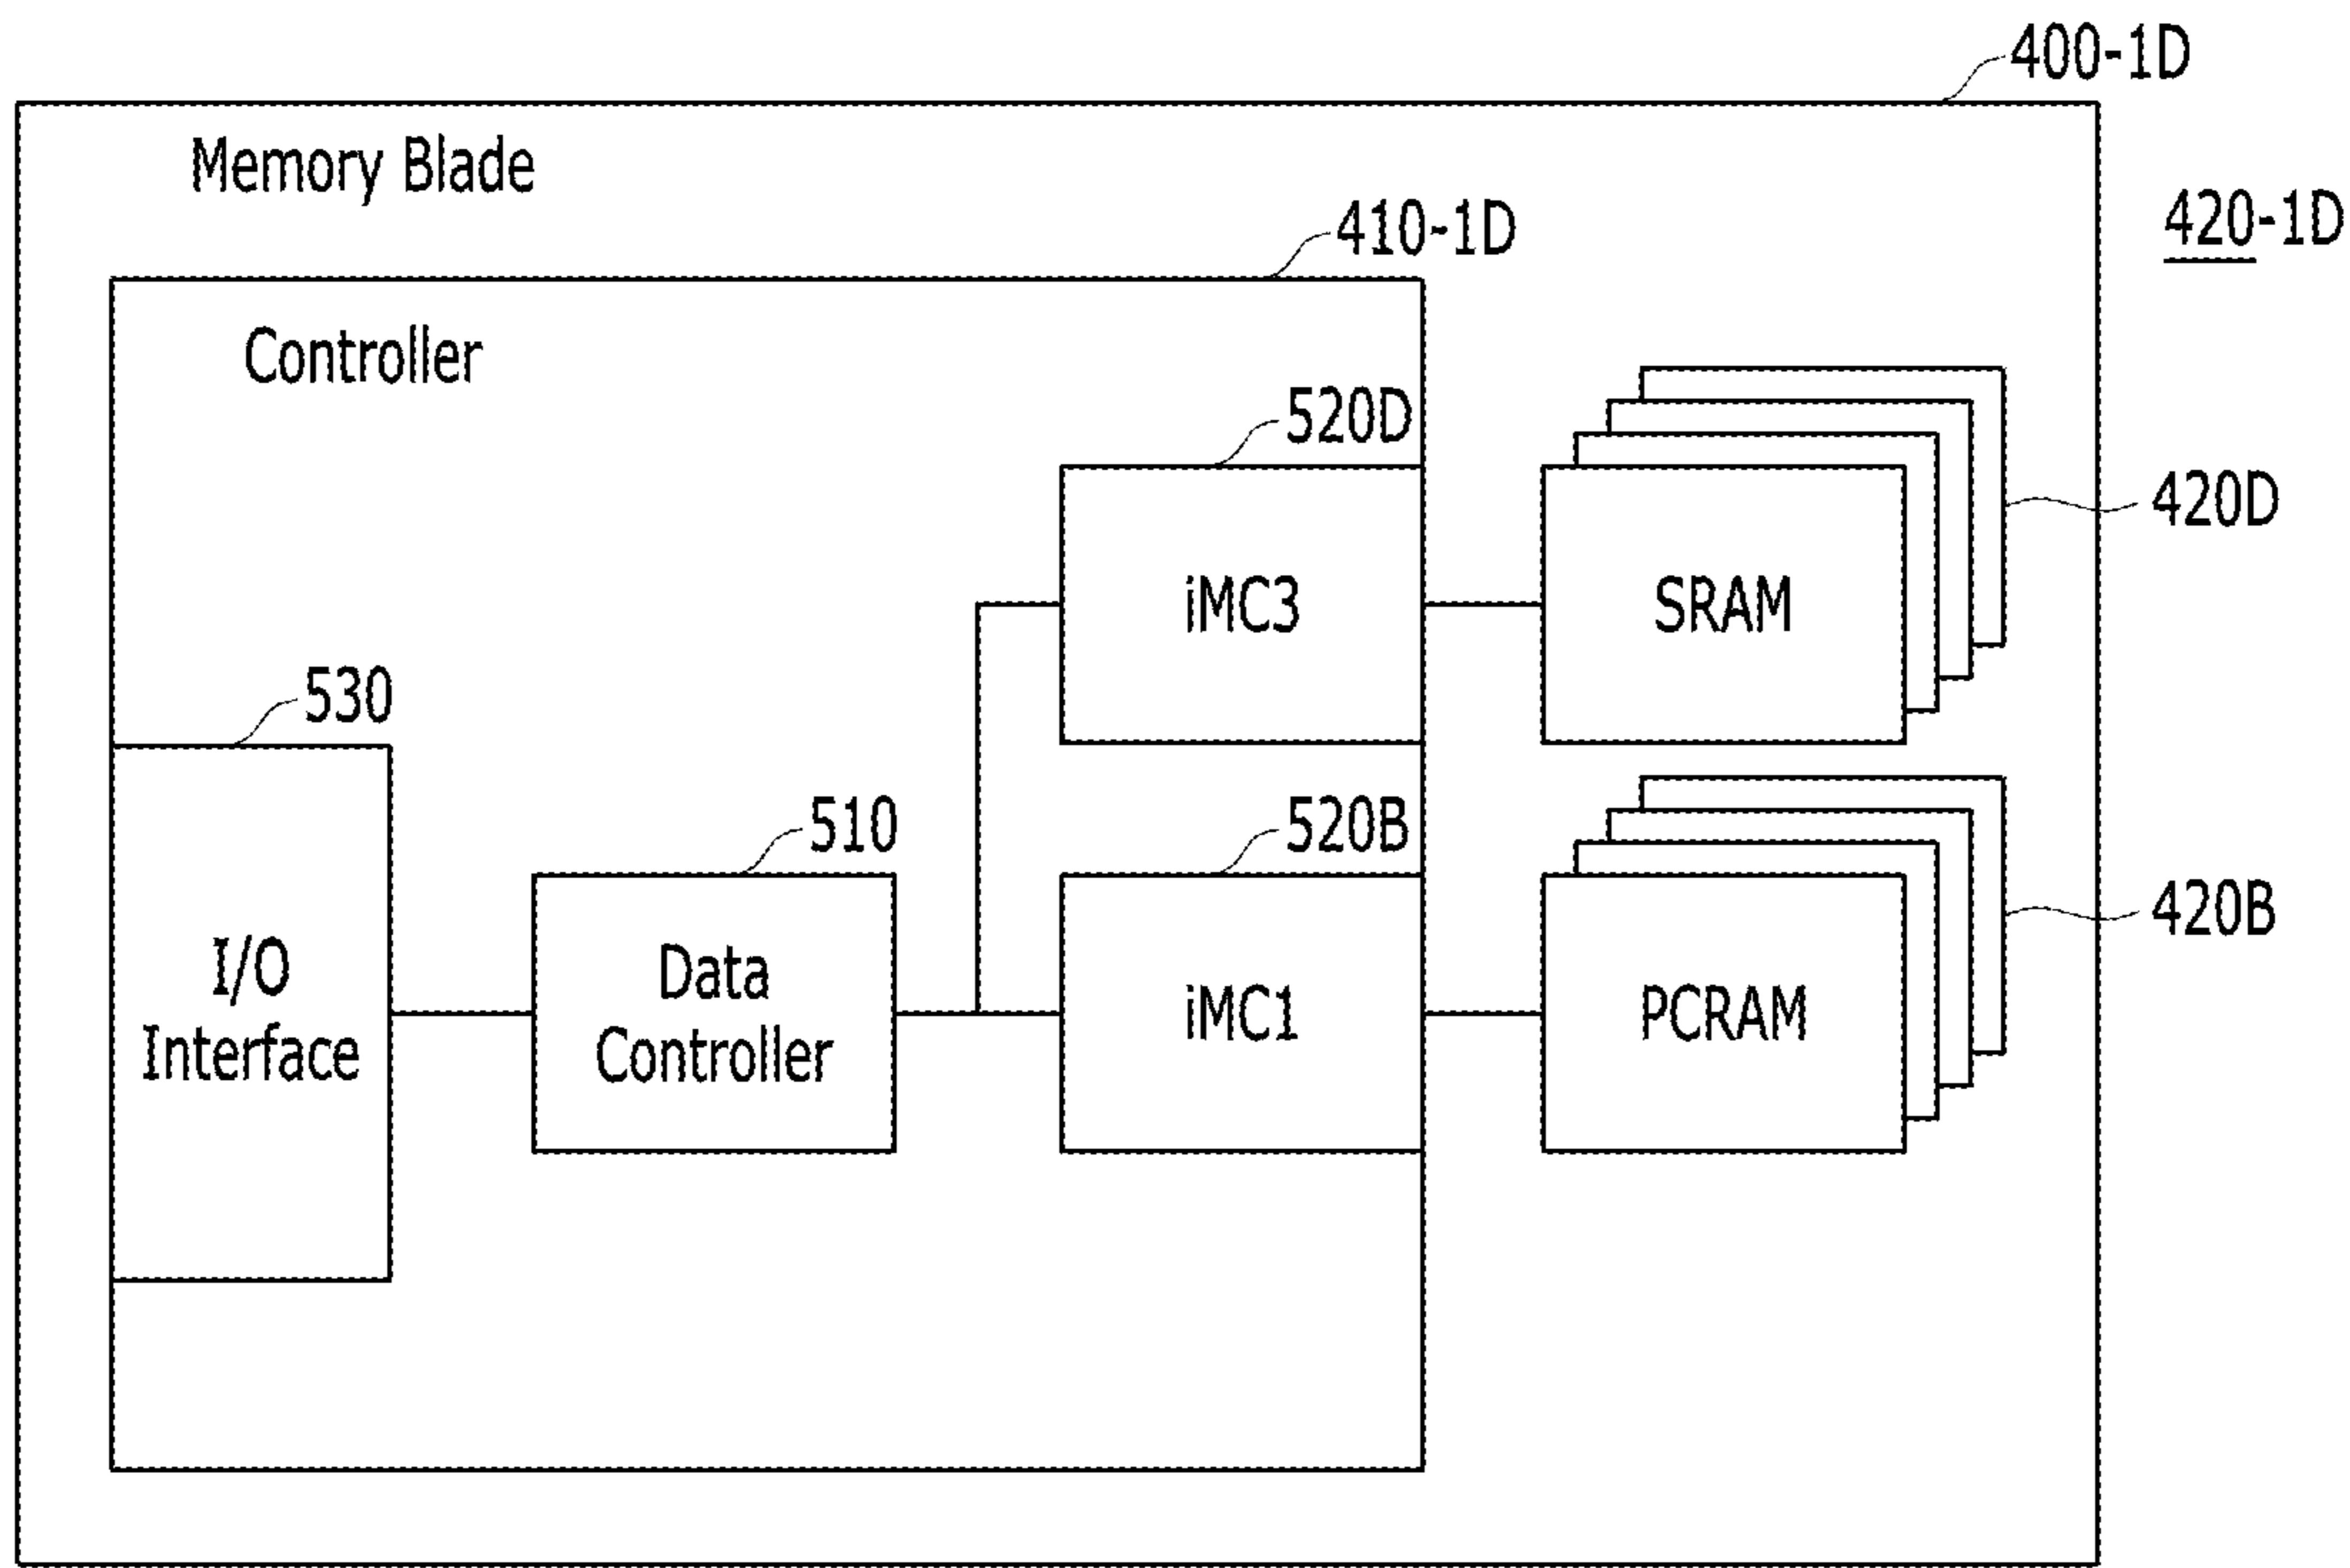 400-1D
Memory Blade
420-1D
410-1D
Controller
520D
420D
iMC3
SRAM
530
510
520B
420B
I/O
Interface
Data
Controller
iMC1
PCRAM